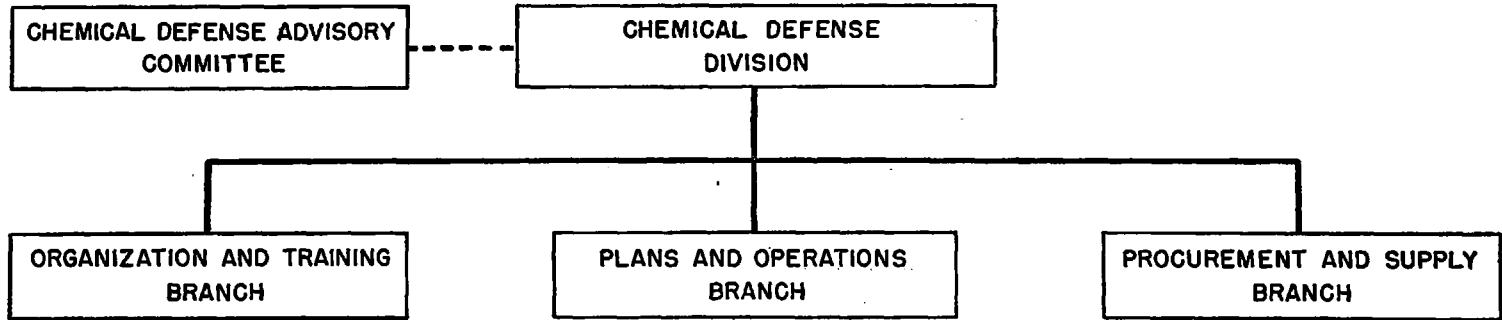 CHEMICAL DEFENSE ADVISORY
COMMITTEE
CHEMICAL DEFENSE
DIVISION
ORGANIZATION AND TRAINING
BRANCH
PLANS AND OPERATIONS
BRANCH
PROCUREMENT AND SUPPLY
BRANCH